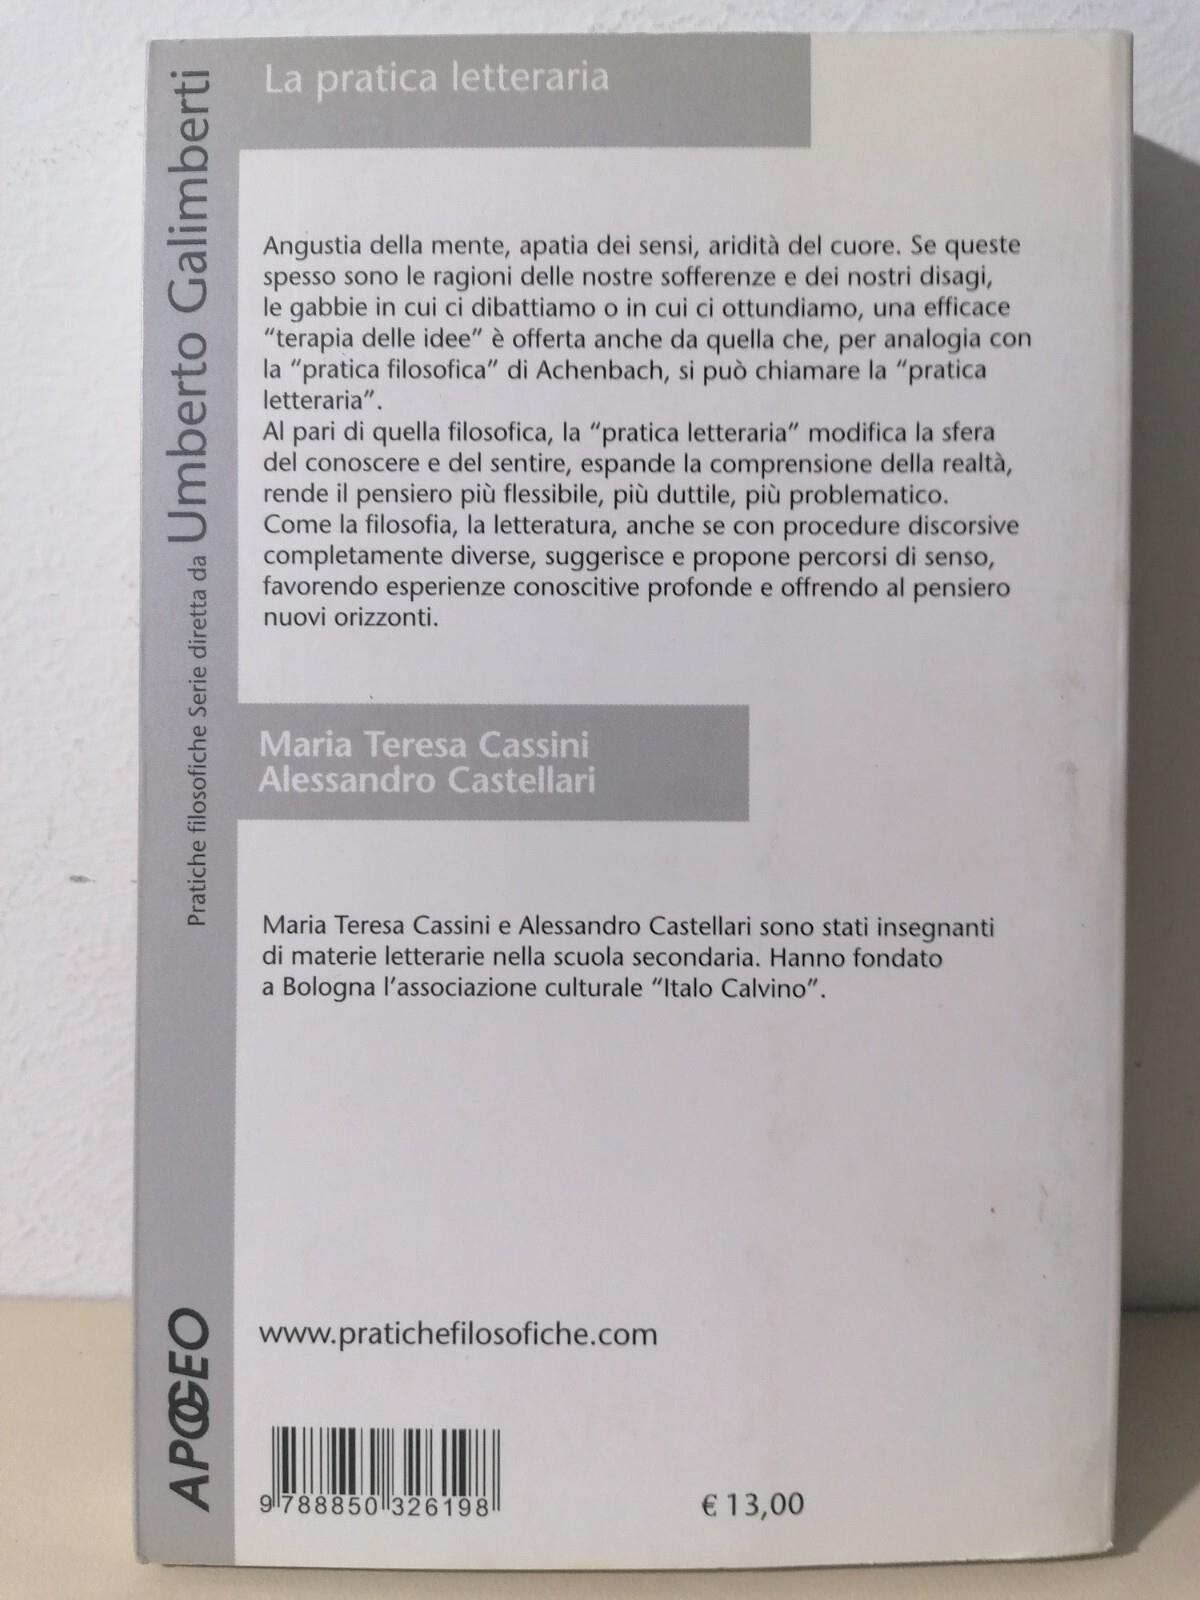 La pratica letteraria
Angustia della mente, apatia dei sensi, aridità del cuore. Se queste
spesso sono le ragioni delle nostre sofferenze e dei nostri disagi,
le gabbie in cui ci dibattiamo o in cui ci ottundiamo, una efficace
“terapia delle idee” è offerta anche da quella che, per analogia con
la “pratica filosofica” di Achenbach, si può chiamare la “pratica
letteraria”.
Al pari di quella filosofica, la “pratica letteraria” modifica la sfera
del conoscere e del sentire, espande la comprensione della realtà,
rende il pensiero più flessibile, più duttile, più problematico.
Come la filosofia, la letteratura, anche se con procedure discorsive
completamente diverse, suggerisce e propone percorsi di senso,
favorendo esperienze conoscitive profonde e offrendo al pensiero
nuovi orizzonti.
Maria Teresa Cassini
Alessandro Castellari
Maria Teresa Cassini e Alessandro Castellari sono stati insegnanti
di materie letterarie nella scuola secondaria. Hanno fondato
a Bologna l’associazione culturale “Italo Calvino”.
www.pratichefilosofiche.com
9 788850 326198
€ 13,00
Pratiche filosofiche Serie diretta da Umberto Galimberti
APOGEO